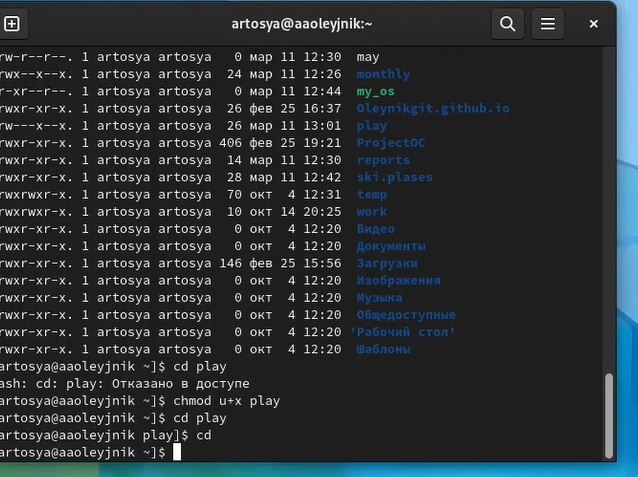 artosya@aaoleyjnik:~
rw-r--r--. 1 artosya artosya 0 мар 11 12:30 may
rwx--x--x. 1 artosya artosya 24 мар 11 12:26 monthly
r-xr--r--. 1 artosya artosya 0 мар 11 12:44 my_os
rwxr-xr-x. 1 artosya artosya 26 фев 25 16:37 Oleynikgit.github.io
rw---x--x. 1 artosya artosya 26 мар 11 13:01 play
rwxr-xr-x. 1 artosya artosya 406 фев 25 19:21 ProjectOC
rwxr-xr-x. 1 artosya artosya 14 мар 11 12:30 reports
rwxr-xr-x. 1 artosya artosya 28 мар 11 12:42 ski.plases
rwxrwxr-x. 1 artosya artosya 70 окт 4 12:31 temp
rwxrwxr-x. 1 artosya artosya 10 окт 14 20:25 work
rwxr-xr-x. 1 artosya artosya 0 окт 4 12:20 Видео
rwxr-xr-x. 1 artosya artosya 0 окт 4 12:20 Документы
rwxr-xr-x. 1 artosya artosya 146 фев 25 15:56 Загрузки
rwxr-xr-x. 1 artosya artosya 0 окт 4 12:20 Изображения
rwxr-xr-x. 1 artosya artosya 0 окт 4 12:20 Музыка
rwxr-xr-x. 1 artosya artosya 0 окт 4 12:20 Общедоступные
rwxr-xr-x. 1 artosya artosya 0 окт 4 12:20 'Рабочий стол'
rwxr-xr-x. 1 artosya artosya 0 окт 4 12:20 Шаблоны
artosya@aaoleyjnik ~]$ cd play
ash: cd: play: Отказано в доступе
artosya@aaoleyjnik ~]$ chmod u+x play
artosya@aaoleyjnik ~]$ cd play
artosya@aaoleyjnik play]$ cd
artosya@aaoleyjnik ~]$